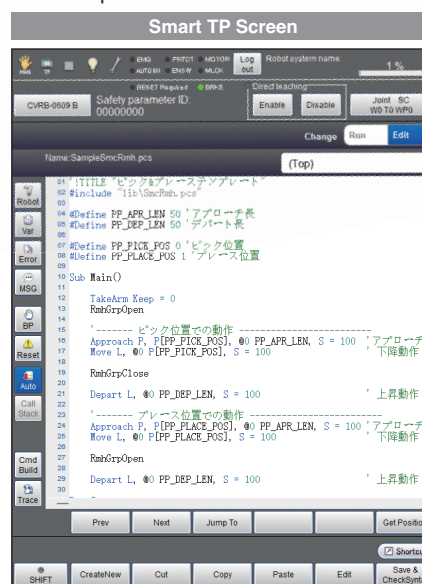 Smart TP Screen
EMG PRTCT MOTOR
AUTO EN ENSW MLCK
Log out
Robot system name:
1 %
RESET Required BRKE
Direct teaching
CVRB-0609 B
Safety parameter ID:
00000000
Enable
Disable
Joint SC
W0 T0 WP0
Change
Run
Edit
Name:SampleSmcRmh.pcs
(Top)
Robot
Var
Error
MSG
BP
Reset
Auto
Call Stack
Cmd Build
Trace
01 '!TITLE "ピック&プレーステンプレート"
02 #include "lib\SmcRmh.pcs"
03
04 #Define PP_APR_LEN 50 'アプローチ長
05 #Define PP_DEP_LEN 50 'デパート長
06
07 #Define PP_PICK_POS 0 'ピック位置
08 #Define PP_PLACE_POS 1 'プレース位置
09
10 Sub Main()
11
12 TakeArm Keep = 0
13 RmhGrpOpen
14
15 '------- ピック位置での動作 -----------------------
16 Approach P, P[PP_PICK_POS], @0 PP_APR_LEN, S = 100 'アプローチ
17 Move L, @0 P[PP_PICK_POS], S = 100 ' 下降動作
18
19 RmhGrpClose
20
21 Depart L, @0 PP_DEP_LEN, S = 100 ' 上昇動作
22
23 '------- プレース位置での動作 -----------------------
24 Approach P, P[PP_PLACE_POS], @0 PP_APR_LEN, S = 100 'アプローチ
25 Move L, @0 P[PP_PLACE_POS], S = 100 ' 下降動作
26
27 RmhGrpOpen
28
29 Depart L, @0 PP_DEP_LEN, S = 100 ' 上昇動作
30
Prev
Next
Jump To
Get Positio
Shortcu
SHIFT
CreateNew
Cut
Copy
Paste
Edit
Save &
CheckSynt